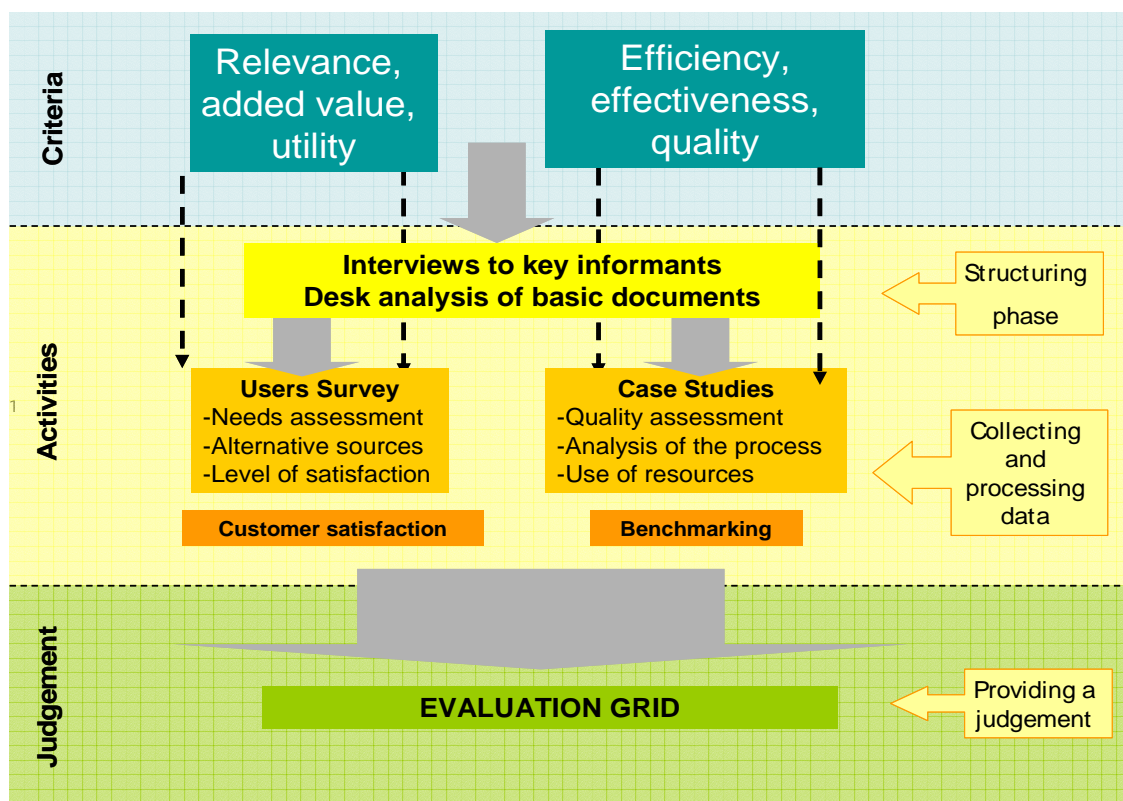 Criteria
Relevance,
added value,
utility
Efficiency,
effectiveness,
quality
Activities
Interviews to key informants
Desk analysis of basic documents
Structuring
phase
Users Survey
-Needs assessment
-Alternative sources
-Level of satisfaction
Case Studies
-Quality assessment
-Analysis of the process
-Use of resources
1
Collecting
and
processing
data
Customer satisfaction
Benchmarking
Judgement
EVALUATION GRID
Providing a
judgement